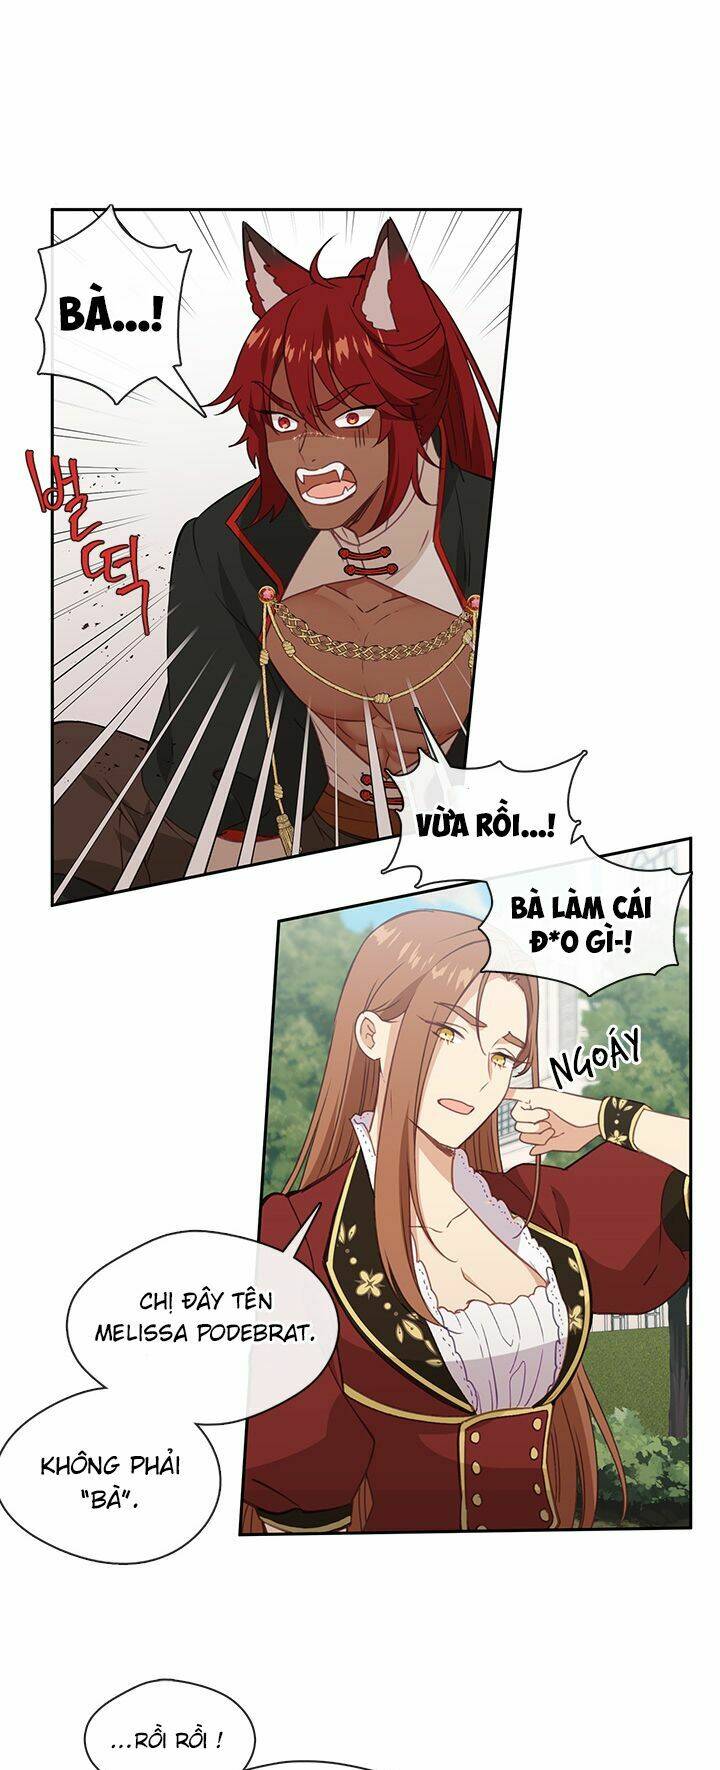 BÀ...!
벌떡
VỪA RỒI...!
BÀ LÀM CÁI
Đ*O GÌ-!
NGOÁY
CHỊ ĐÂY TÊN
MELISSA PODEBRAT.
KHÔNG PHẢI
"BÀ".
...RỒI RỒI !